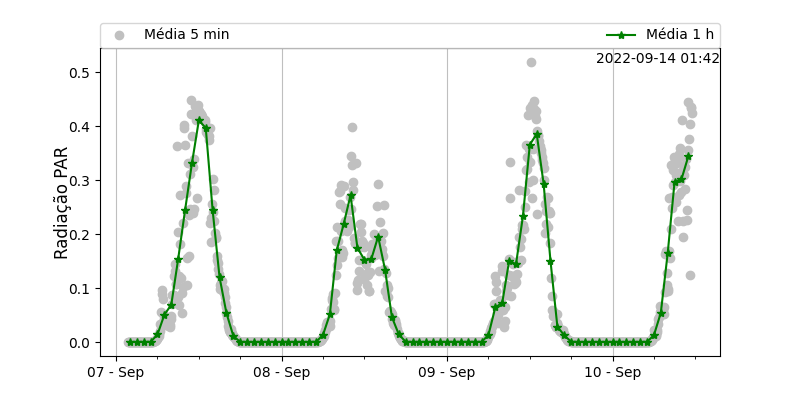 Média 5 min
Média 1 h
2022-09-14 01:42
Radiação PAR
0.5
0.4
0.3
0.2
0.1
0.0
07 - Sep
08 - Sep
09 - Sep
10 - Sep